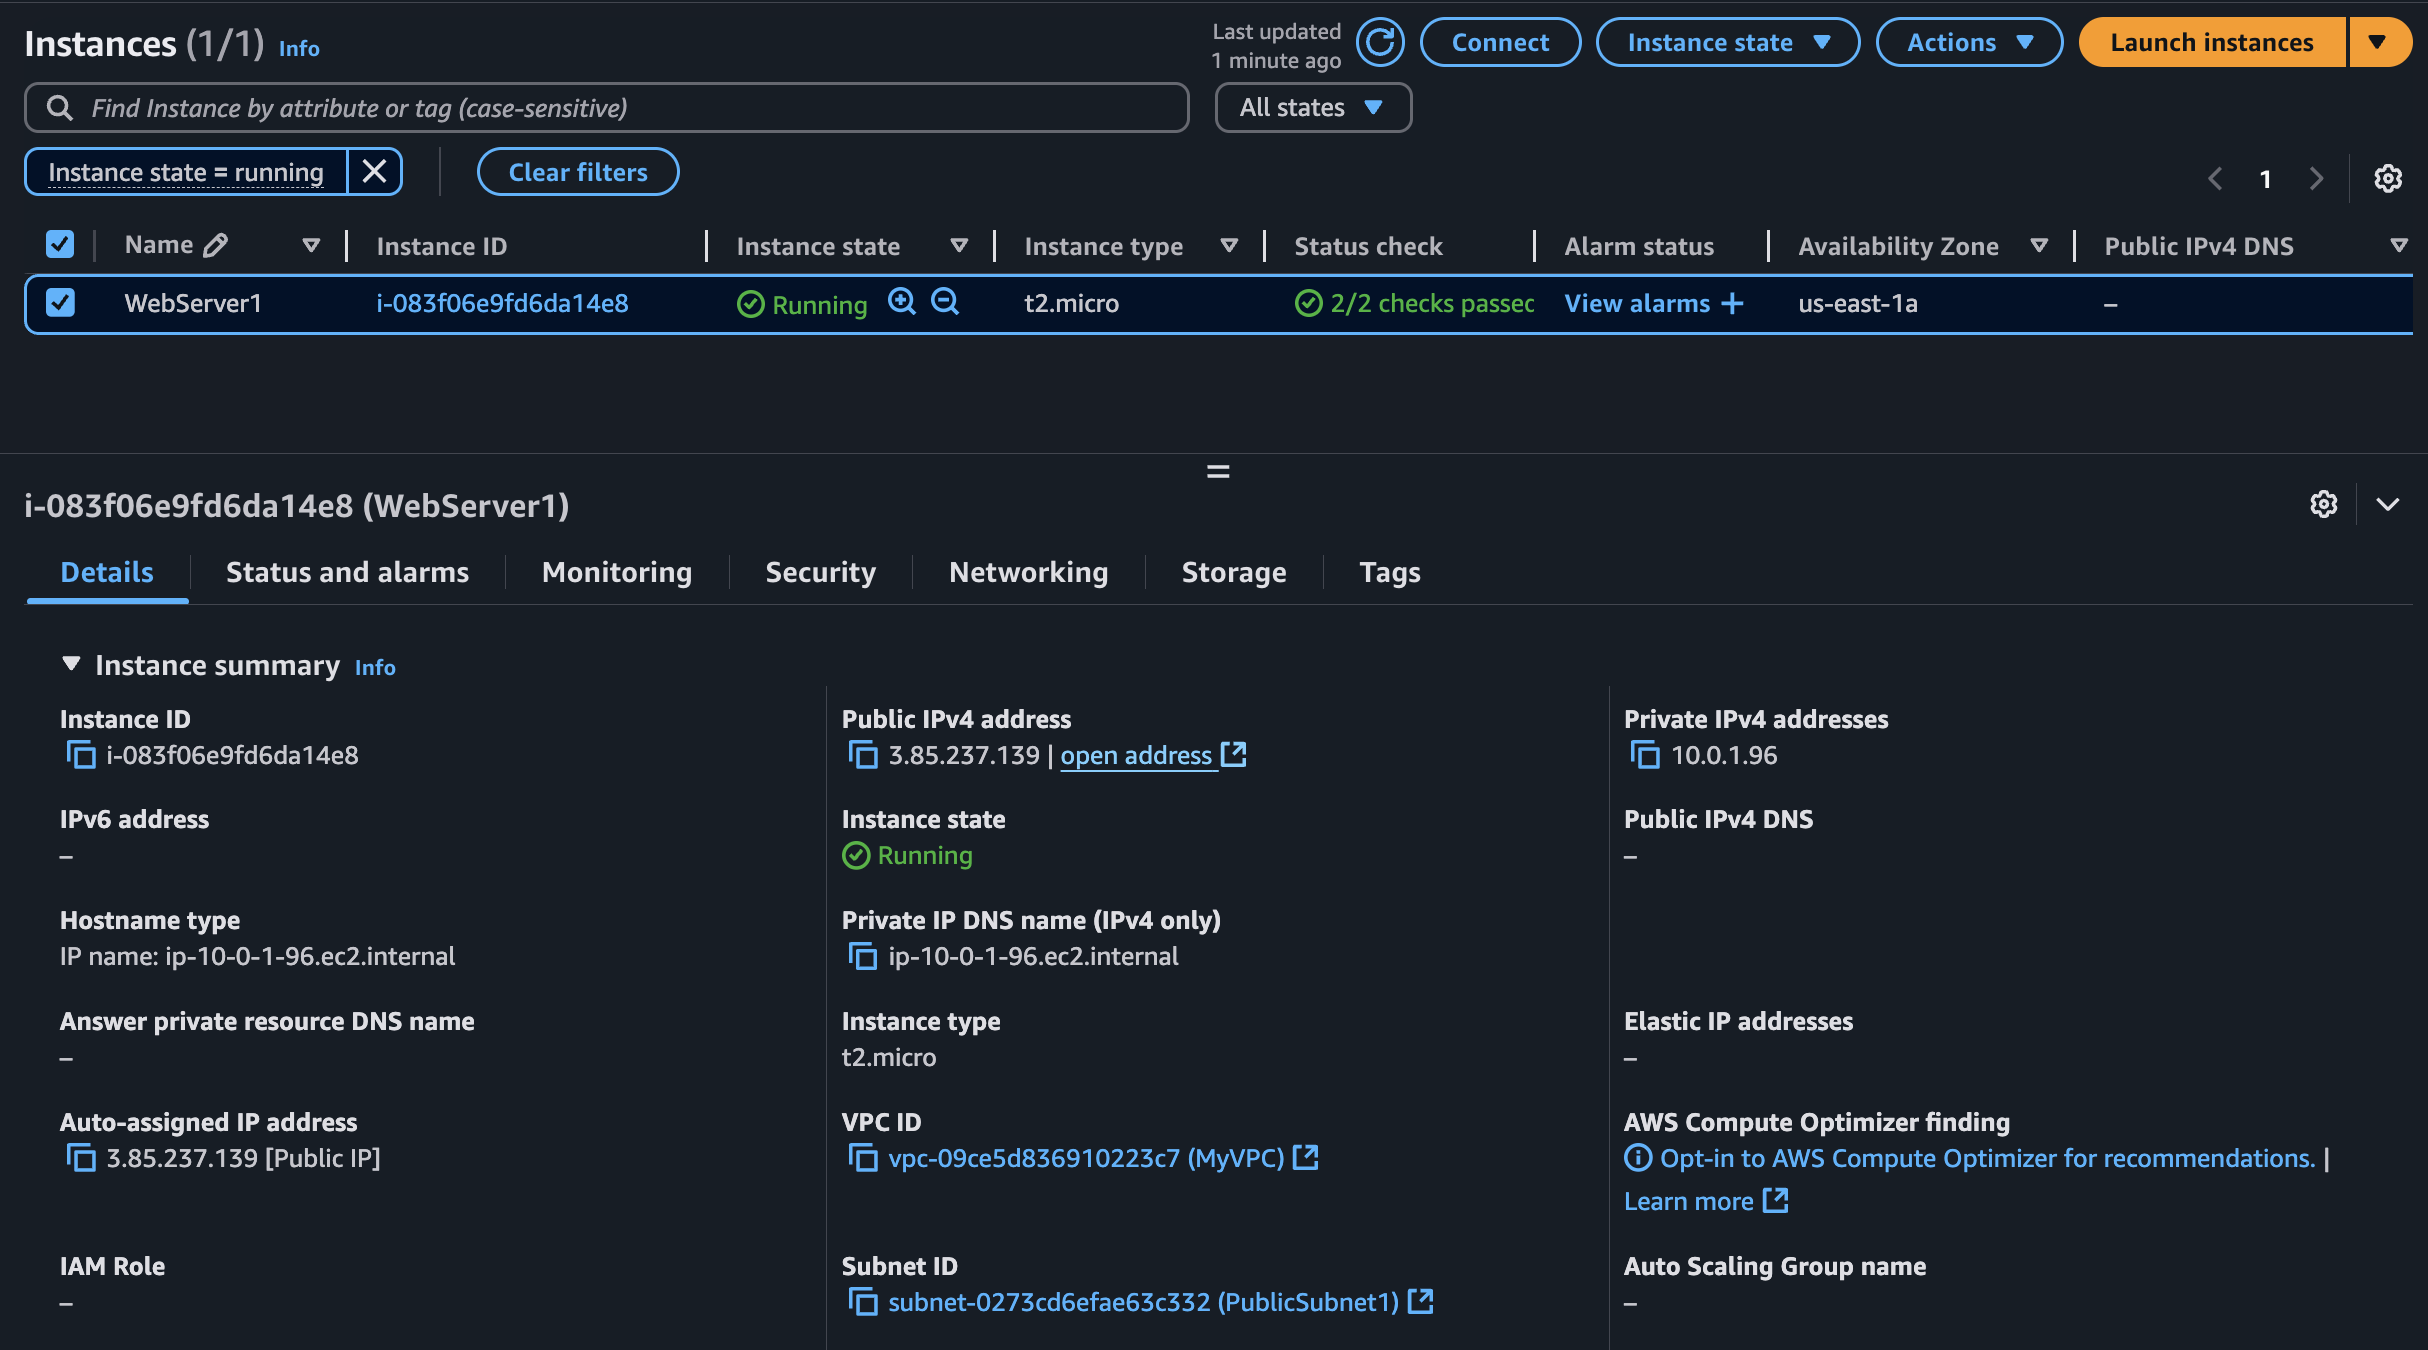 Instances (1/1) Info
Last updated
1 minute ago
Connect
Instance state
Actions
Launch instances
Find Instance by attribute or tag (case-sensitive)
All states
Instance state = running
Clear filters
1
Name Instance ID Instance state Instance type Status check Alarm status Availability Zone Public IPv4 DNS
WebServer1 i-083f06e9fd6da14e8 Running t2.micro 2/2 checks passec View alarms + us-east-1a –
i-083f06e9fd6da14e8 (WebServer1)
Details Status and alarms Monitoring Security Networking Storage Tags
Instance summary Info
Instance ID
i-083f06e9fd6da14e8
Public IPv4 address
3.85.237.139 | open address
Private IPv4 addresses
10.0.1.96
IPv6 address
–
Instance state
Running
Public IPv4 DNS
–
Hostname type
IP name: ip-10-0-1-96.ec2.internal
Private IP DNS name (IPv4 only)
ip-10-0-1-96.ec2.internal
Answer private resource DNS name
–
Instance type
t2.micro
Elastic IP addresses
–
Auto-assigned IP address
3.85.237.139 [Public IP]
VPC ID
vpc-09ce5d836910223c7 (MyVPC)
AWS Compute Optimizer finding
Opt-in to AWS Compute Optimizer for recommendations. |
Learn more
IAM Role
–
Subnet ID
subnet-0273cd6efae63c332 (PublicSubnet1)
Auto Scaling Group name
–